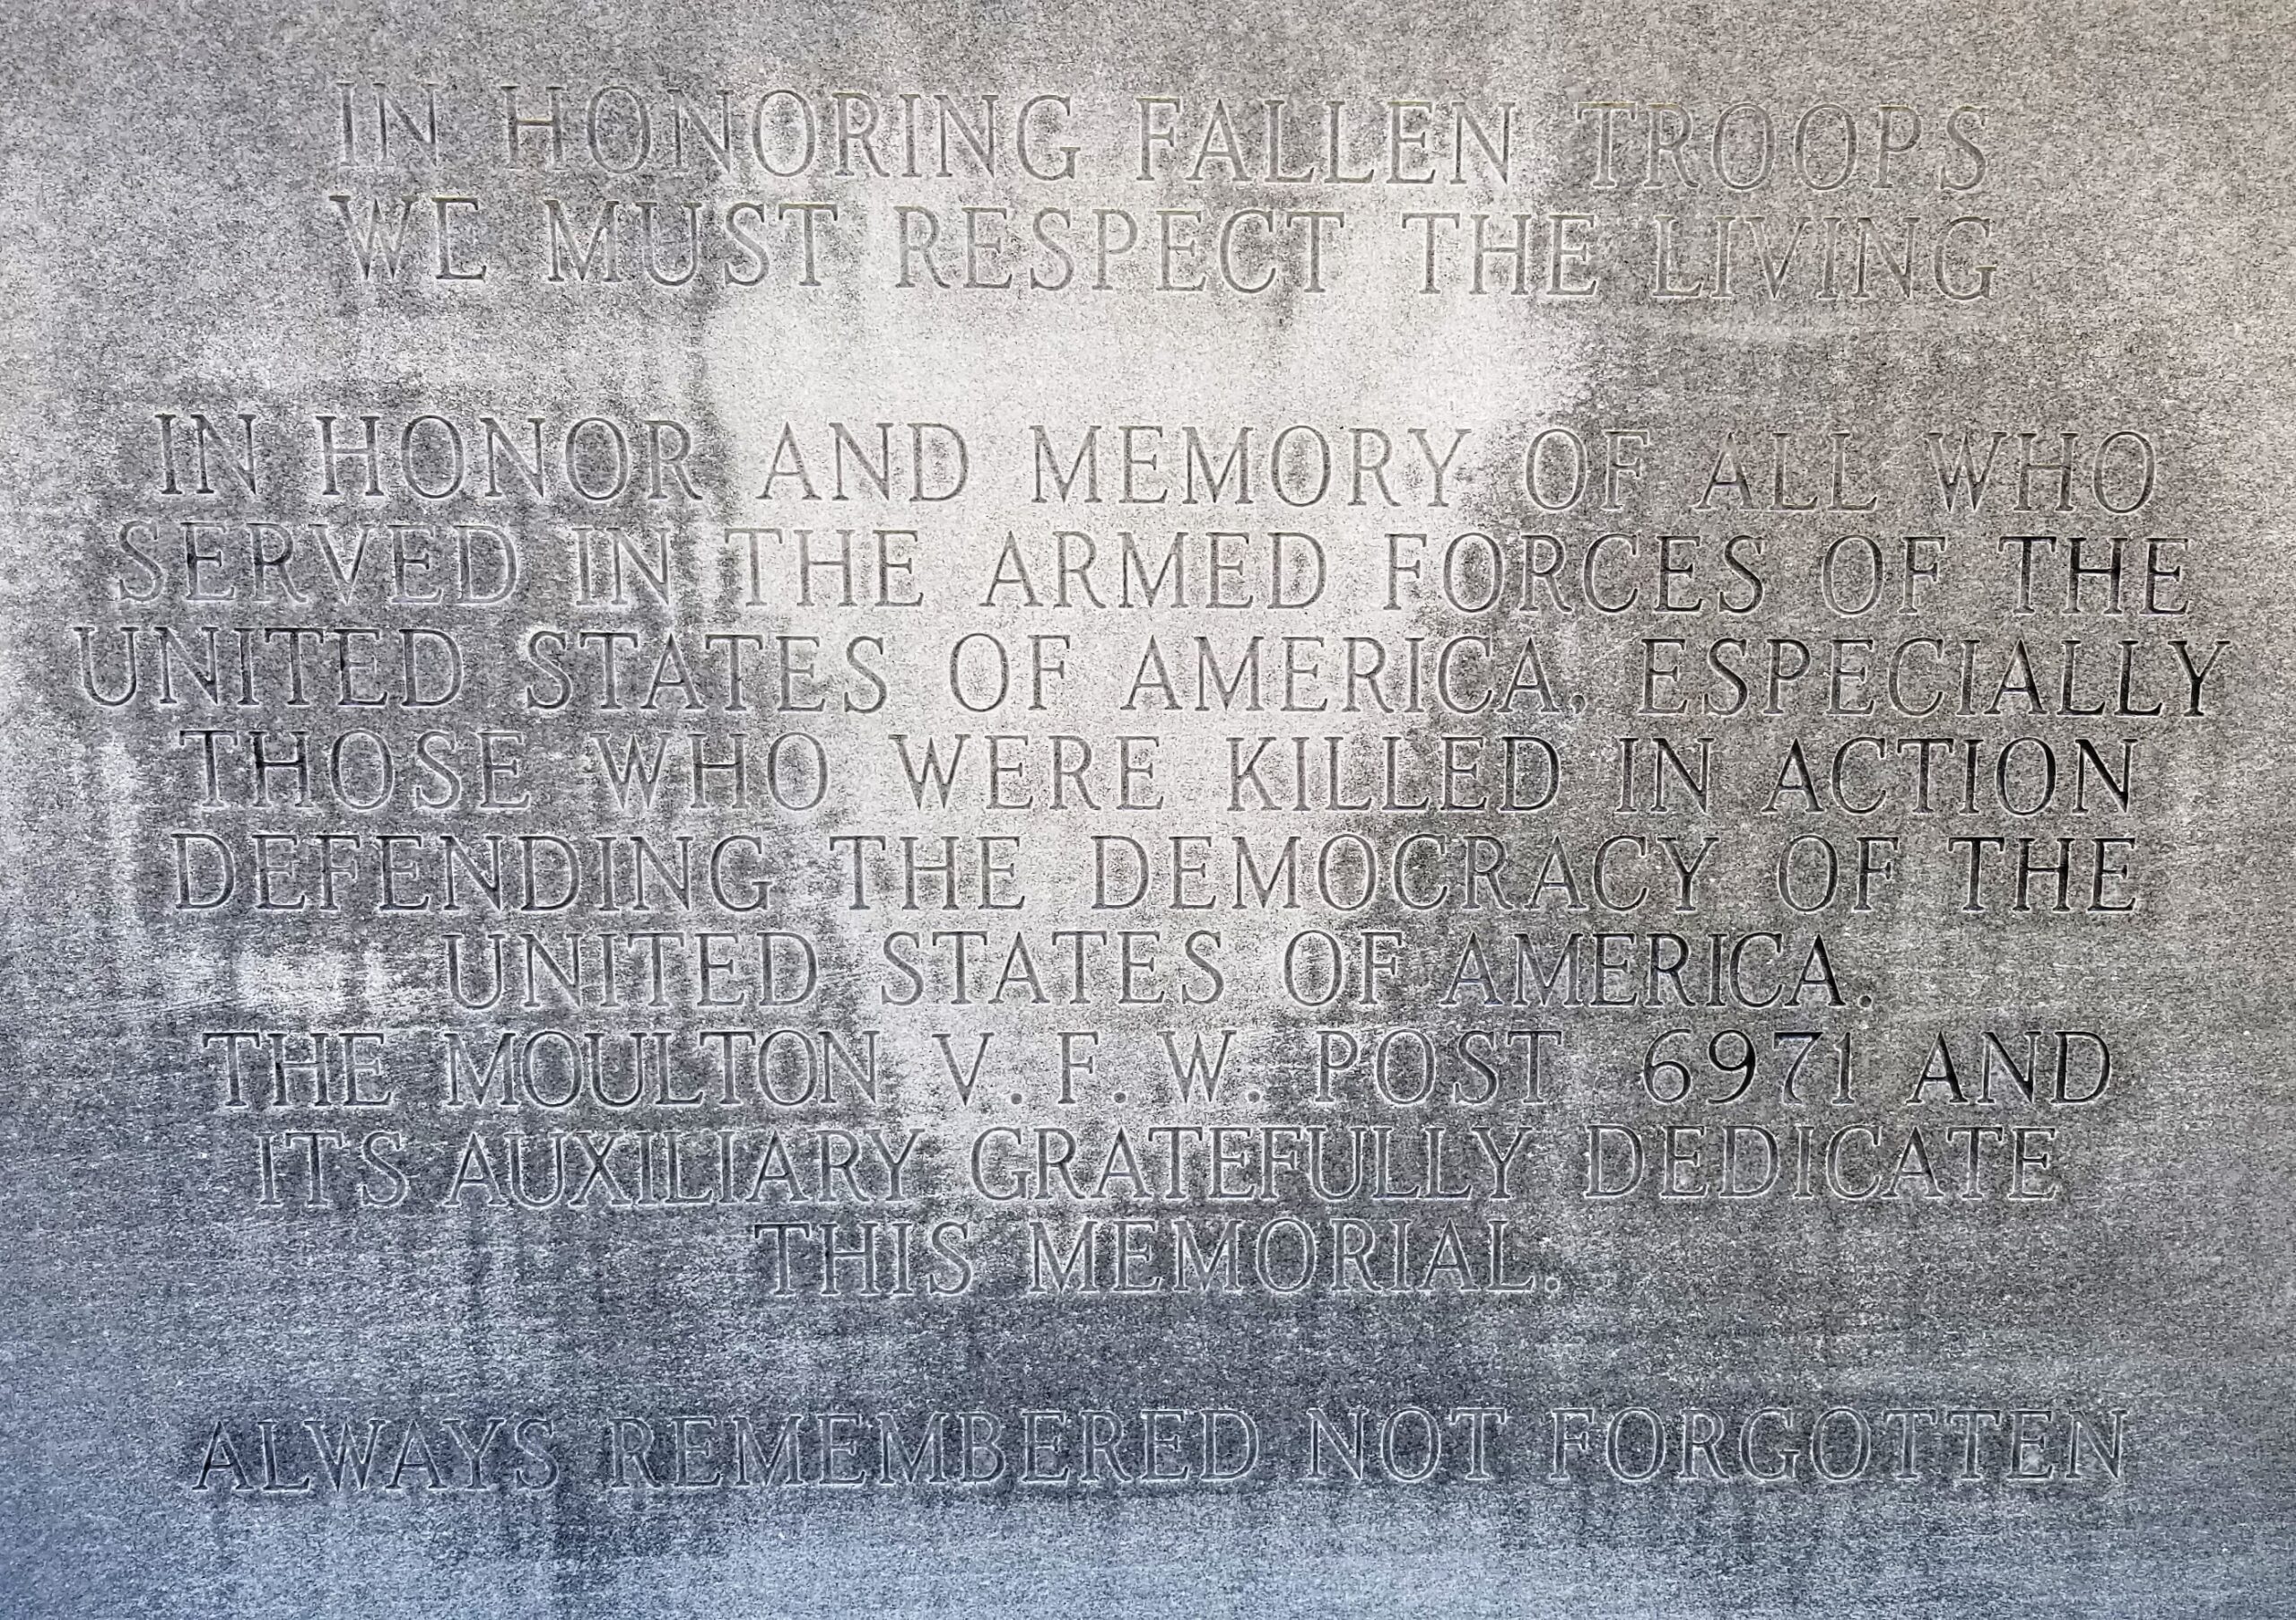 IN HONORING FALLEN TROOPS
WE MUST RESPECT THE LIVING
IN HONOR AND MEMORY OF ALL WHO
SERVED IN THE ARMED FORCES OF THE
UNITED STATES OF AMERICA, ESPECIALLY
THOSE WHO WERE KILLED IN ACTION
DEFENDING THE DEMOCRACY OF THE
UNITED STATES OF AMERICA.
THE MOULTON V. F. W. POST 6971 AND
ITS AUXILIARY GRATEFULLY DEDICATE
THIS MEMORIAL.
ALWAYS REMEMBERED NOT FORGOTTEN